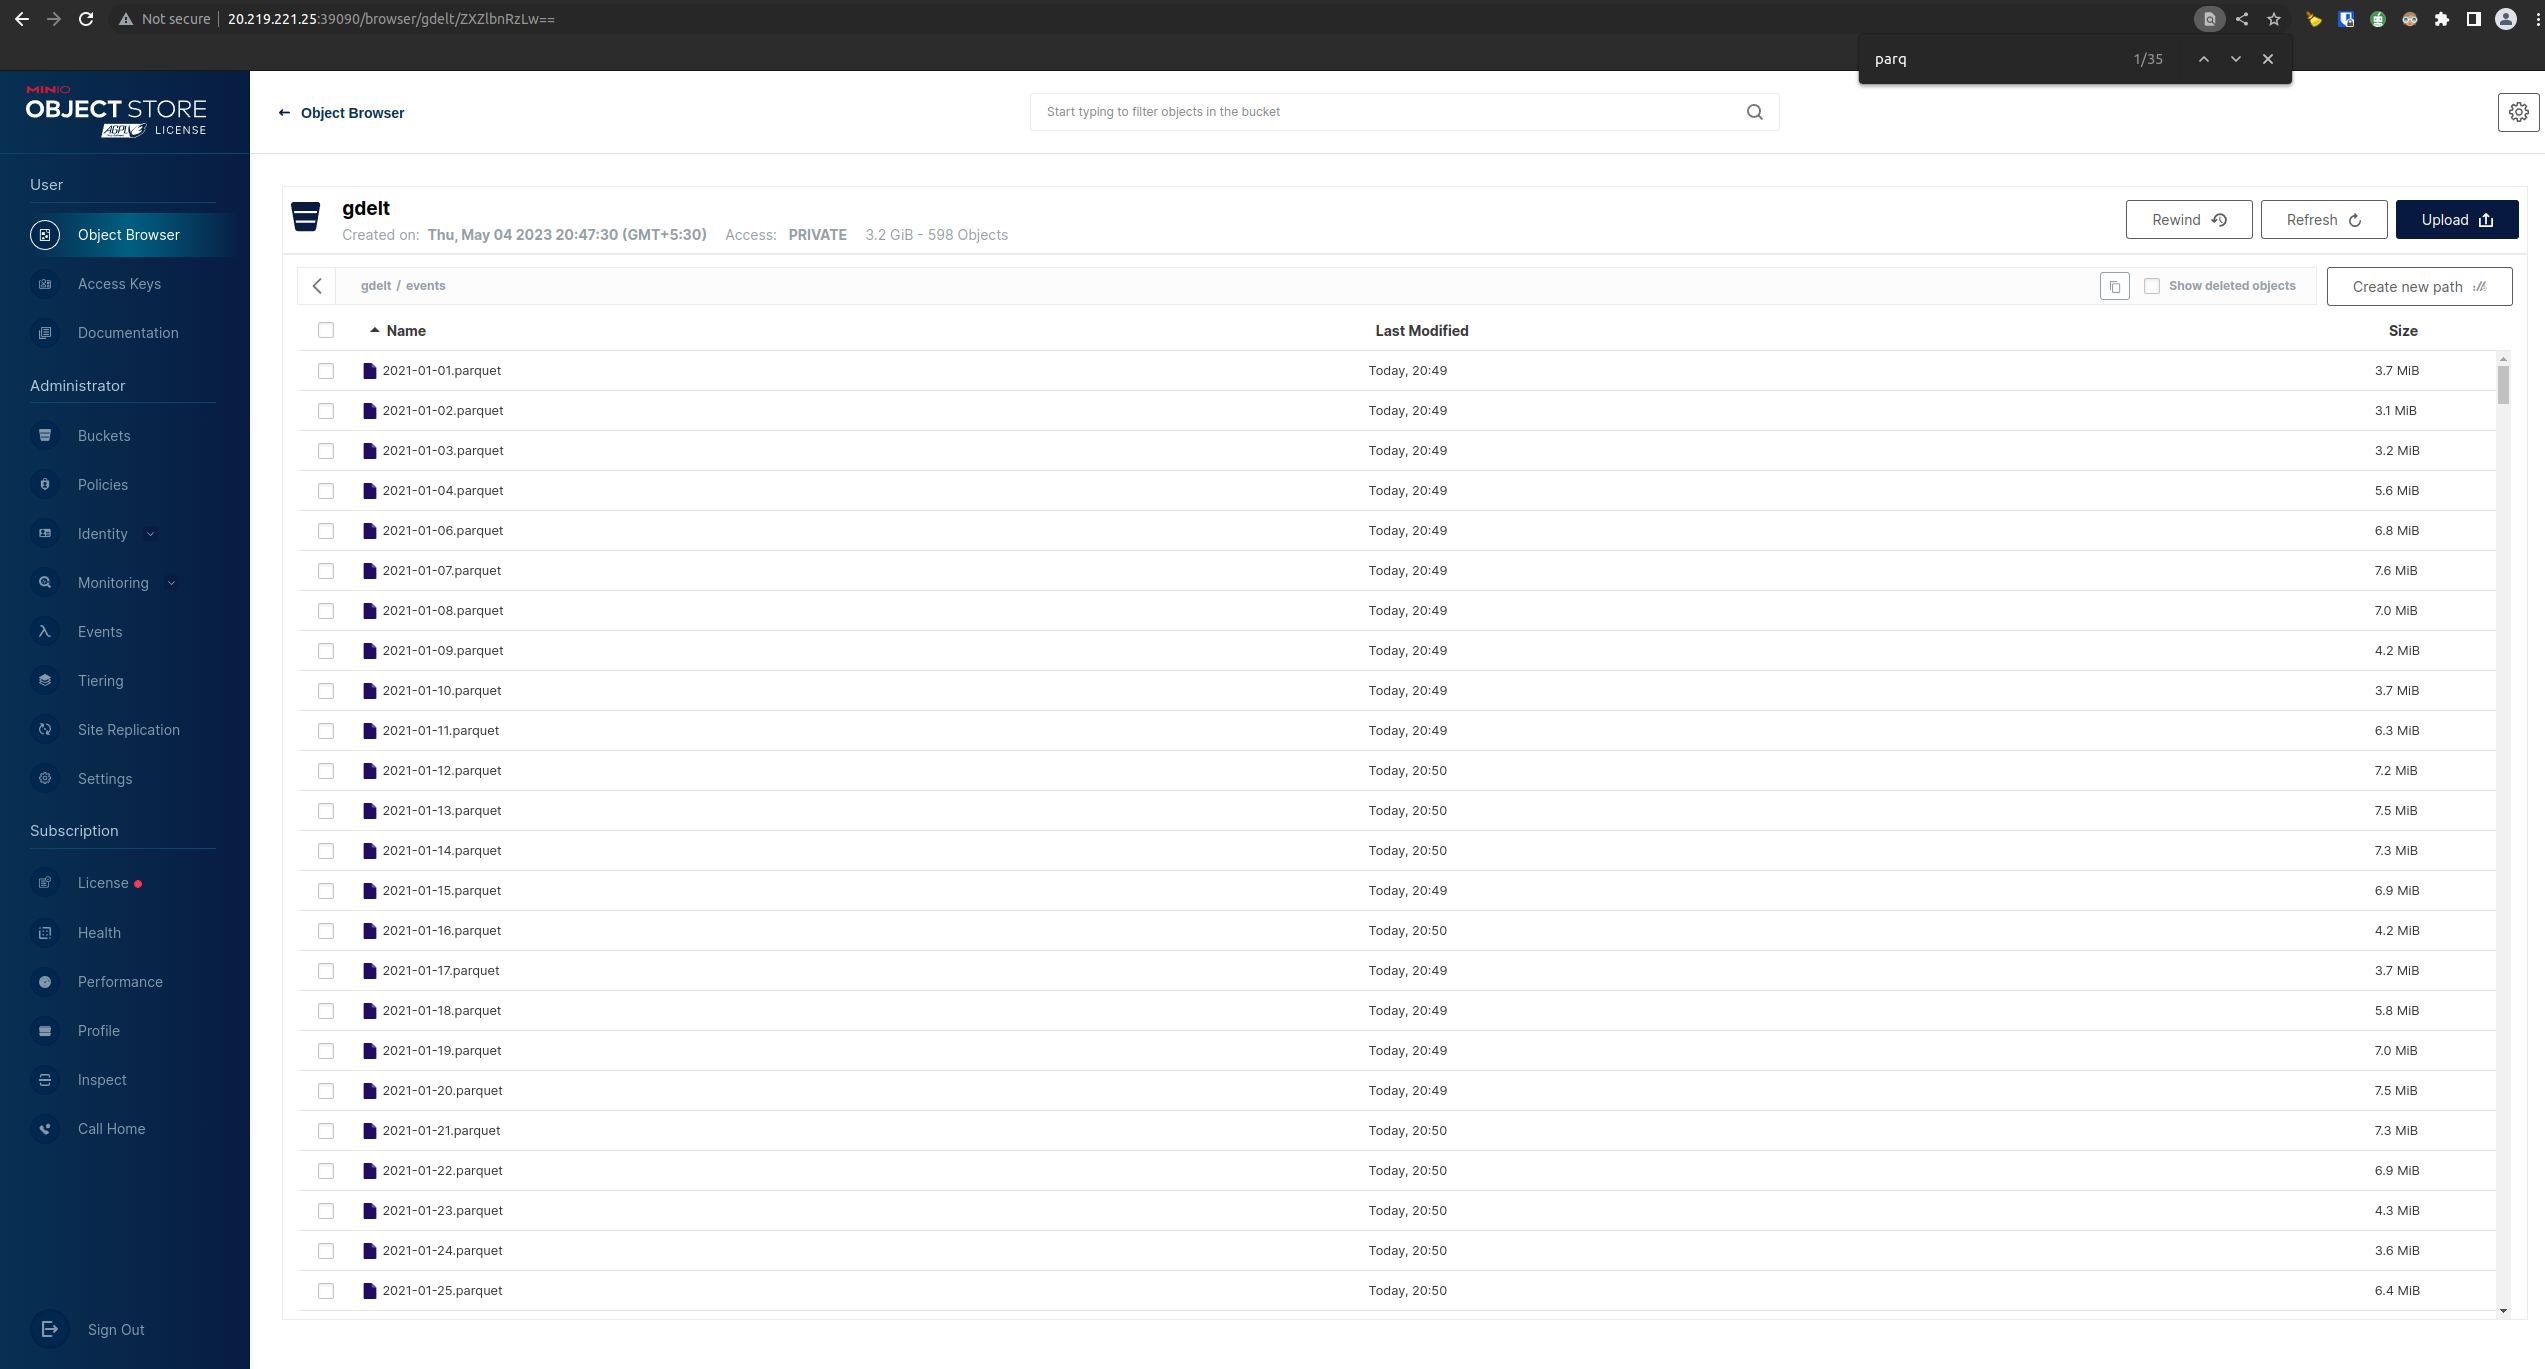 Not secure 20.219.221.25:39090/browser/gdelt/ZXZlbnRzLw==
parq 1/35
MINIO
OBJECT STORE
AGPLv3 LICENSE
← Object Browser
Start typing to filter objects in the bucket
User
Object Browser
Access Keys
Documentation
Administrator
Buckets
Policies
Identity
Monitoring
Events
Tiering
Site Replication
Settings
Subscription
License
Health
Performance
Profile
Inspect
Call Home
Sign Out
gdelt
Created on: Thu, May 04 2023 20:47:30 (GMT+5:30) Access: PRIVATE 3.2 GiB - 598 Objects
Rewind Refresh Upload
gdelt / events
Show deleted objects Create new path
Name Last Modified Size
2021-01-01.parquet Today, 20:49 3.7 MiB
2021-01-02.parquet Today, 20:49 3.1 MiB
2021-01-03.parquet Today, 20:49 3.2 MiB
2021-01-04.parquet Today, 20:49 5.6 MiB
2021-01-06.parquet Today, 20:49 6.8 MiB
2021-01-07.parquet Today, 20:49 7.6 MiB
2021-01-08.parquet Today, 20:49 7.0 MiB
2021-01-09.parquet Today, 20:49 4.2 MiB
2021-01-10.parquet Today, 20:49 3.7 MiB
2021-01-11.parquet Today, 20:49 6.3 MiB
2021-01-12.parquet Today, 20:50 7.2 MiB
2021-01-13.parquet Today, 20:50 7.5 MiB
2021-01-14.parquet Today, 20:50 7.3 MiB
2021-01-15.parquet Today, 20:49 6.9 MiB
2021-01-16.parquet Today, 20:50 4.2 MiB
2021-01-17.parquet Today, 20:49 3.7 MiB
2021-01-18.parquet Today, 20:49 5.8 MiB
2021-01-19.parquet Today, 20:49 7.0 MiB
2021-01-20.parquet Today, 20:49 7.5 MiB
2021-01-21.parquet Today, 20:50 7.3 MiB
2021-01-22.parquet Today, 20:50 6.9 MiB
2021-01-23.parquet Today, 20:50 4.3 MiB
2021-01-24.parquet Today, 20:50 3.6 MiB
2021-01-25.parquet Today, 20:50 6.4 MiB